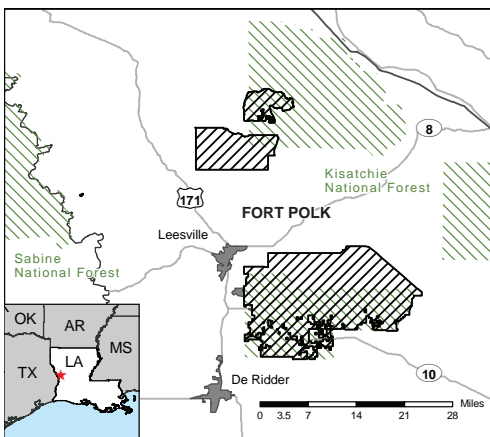 8
Kisatchie
National Forest
171
FORT POLK
Leesville
Sabine
National Forest
OK
AR
LA
MS
TX
10
De Ridder
Miles
0 3.5 7 14 21 28